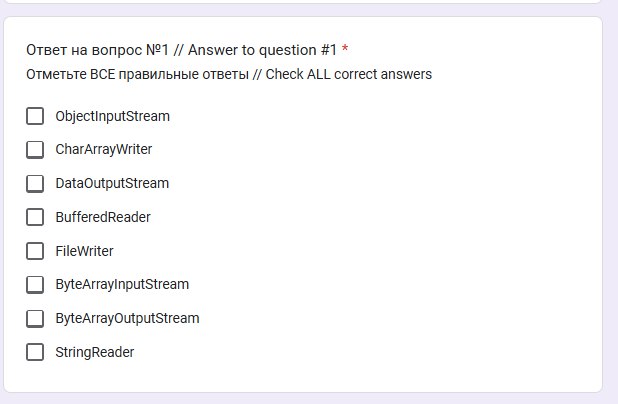 Ответ на вопрос №1 // Answer to question #1 *
Отметьте ВСЕ правильные ответы // Check ALL correct answers
ObjectInputStream
CharArrayWriter
DataOutputStream
BufferedReader
FileWriter
ByteArrayInputStream
ByteArrayOutputStream
StringReader